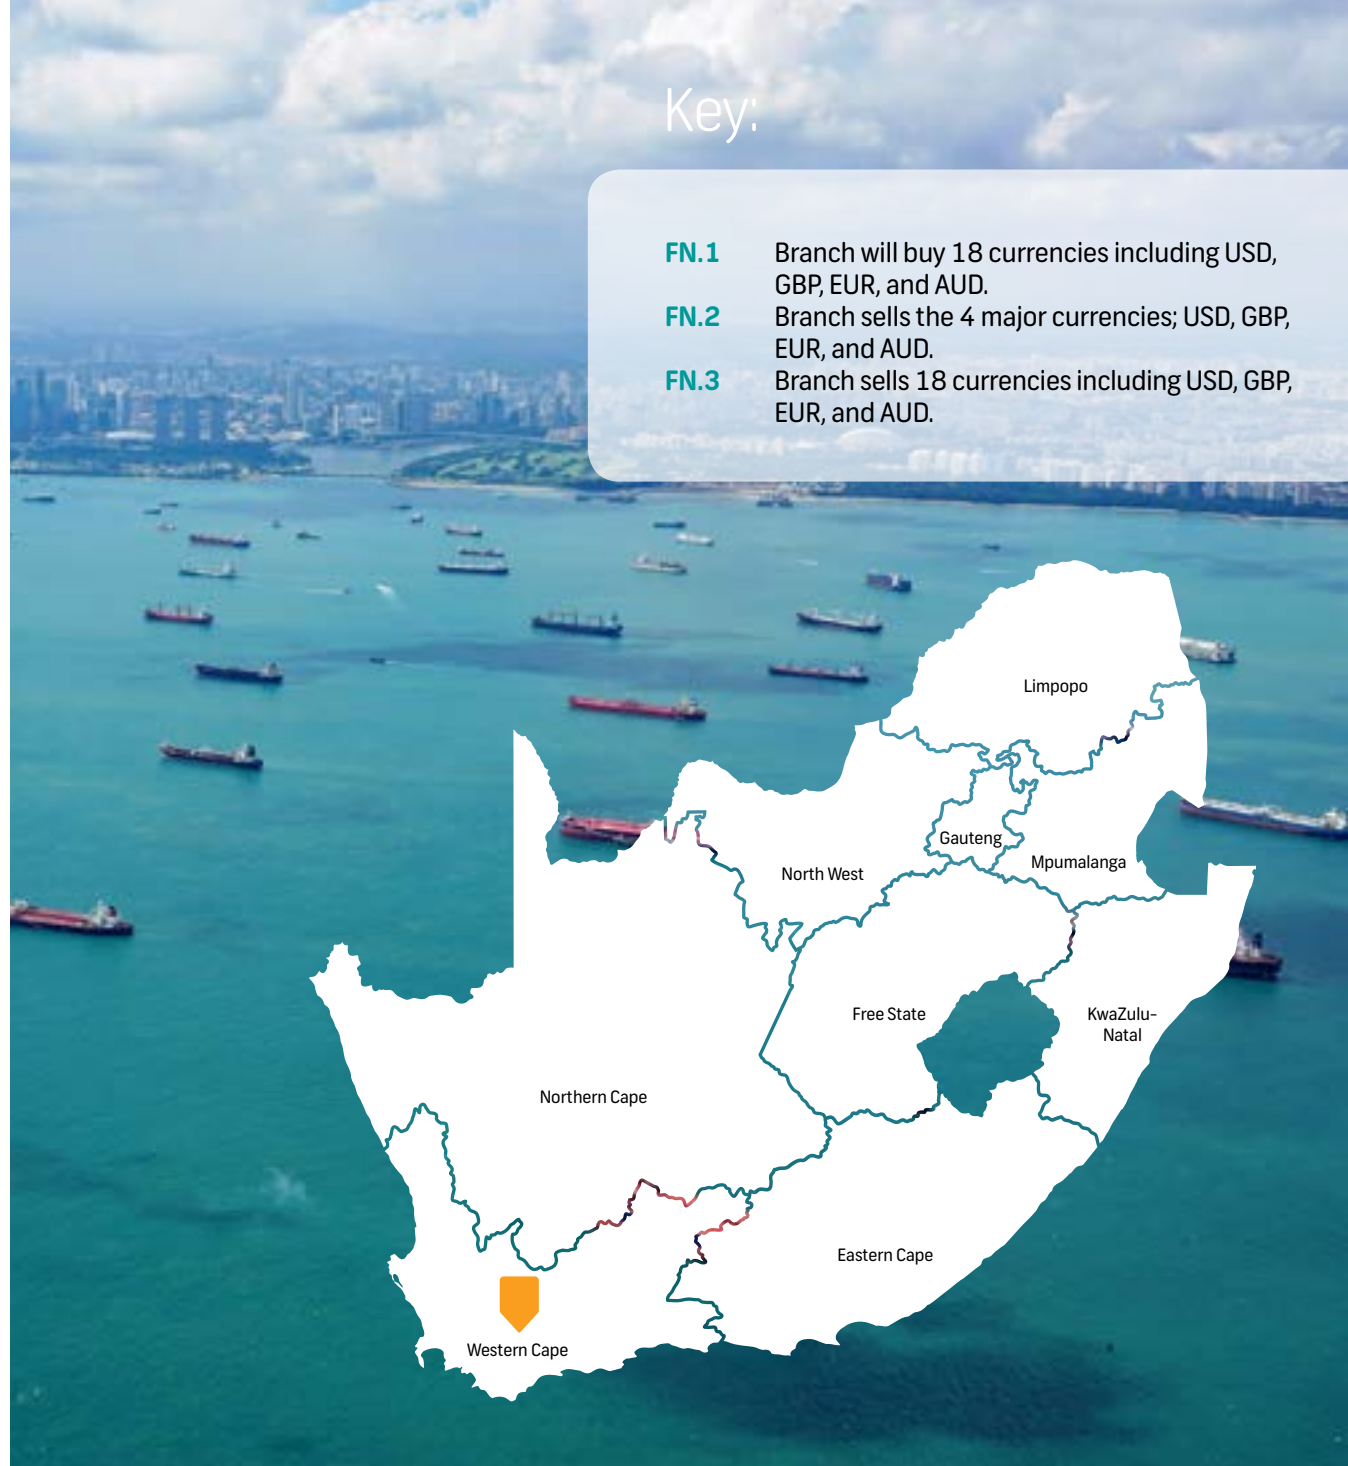 Key:
FN.1 Branch will buy 18 currencies including USD,
GBP, EUR, and AUD.
FN.2 Branch sells the 4 major currencies; USD, GBP,
EUR, and AUD.
FN.3 Branch sells 18 currencies including USD, GBP,
EUR, and AUD.
Limpopo
Gauteng
Mpumalanga
North West
Free State
KwaZulu-
Natal
Northern Cape
Eastern Cape
Western Cape